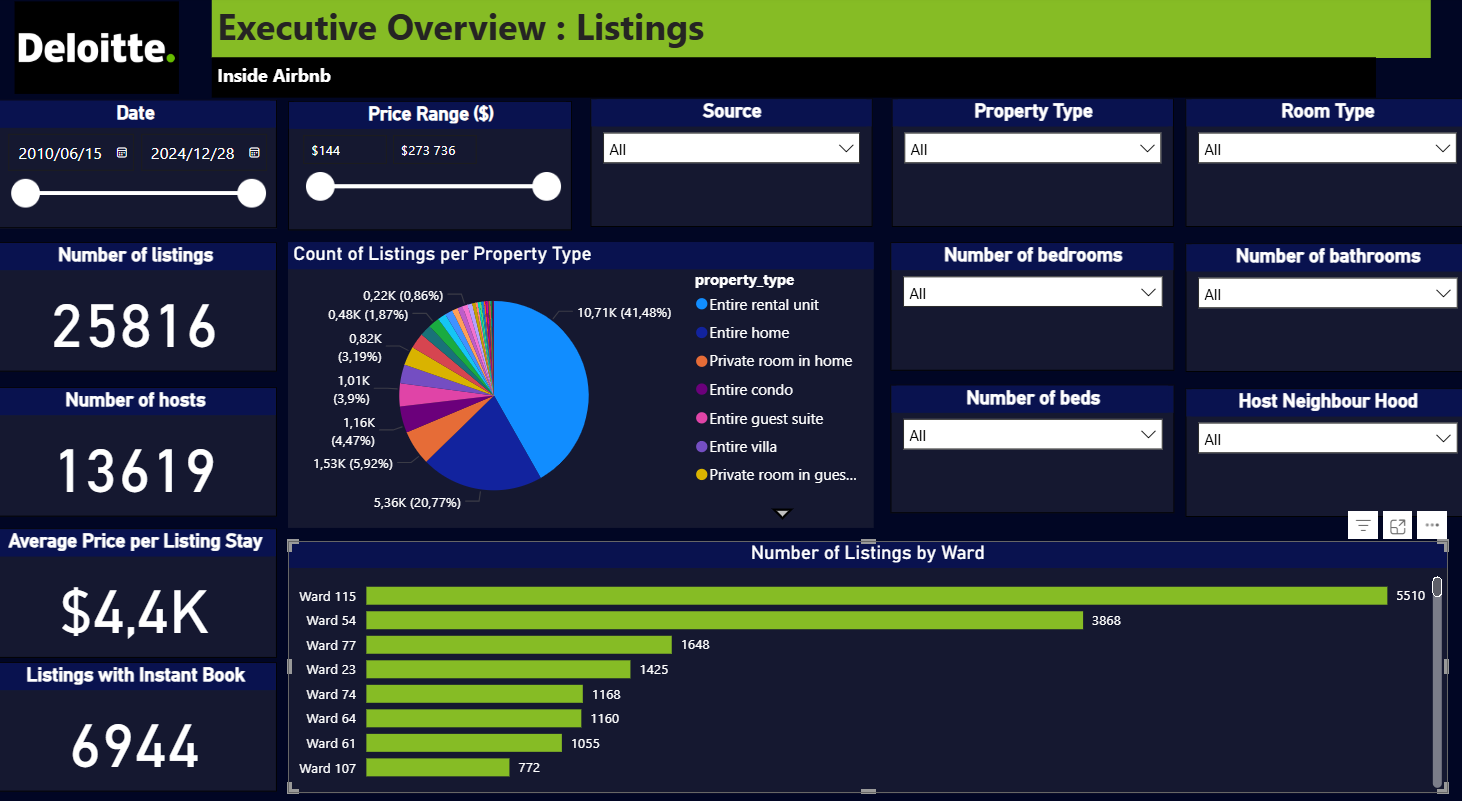 Deloitte.
Executive Overview : Listings
Inside Airbnb
Date
2010/06/15
2024/12/28
Price Range ($)
$144
$273 736
Source
All
Property Type
All
Room Type
All
Number of listings
25816
Count of Listings per Property Type
0,22K (0,86%)
0,48K (1,87%)
0,82K
(3,19%)
1,01K
(3,9%)
1,16K
(4,47%)
1,53K (5,92%)
5,36K (20,77%)
10,71K (41,48%)
property_type
Entire rental unit
Entire home
Private room in home
Entire condo
Entire guest suite
Entire villa
Private room in gues...
Number of bedrooms
All
Number of bathrooms
All
Number of hosts
13619
Number of beds
All
Host Neighbour Hood
All
Average Price per Listing Stay
$4,4K
Listings with Instant Book
6944
Number of Listings by Ward
Ward 115 5510
Ward 54 3868
Ward 77 1648
Ward 23 1425
Ward 74 1168
Ward 64 1160
Ward 61 1055
Ward 107 772